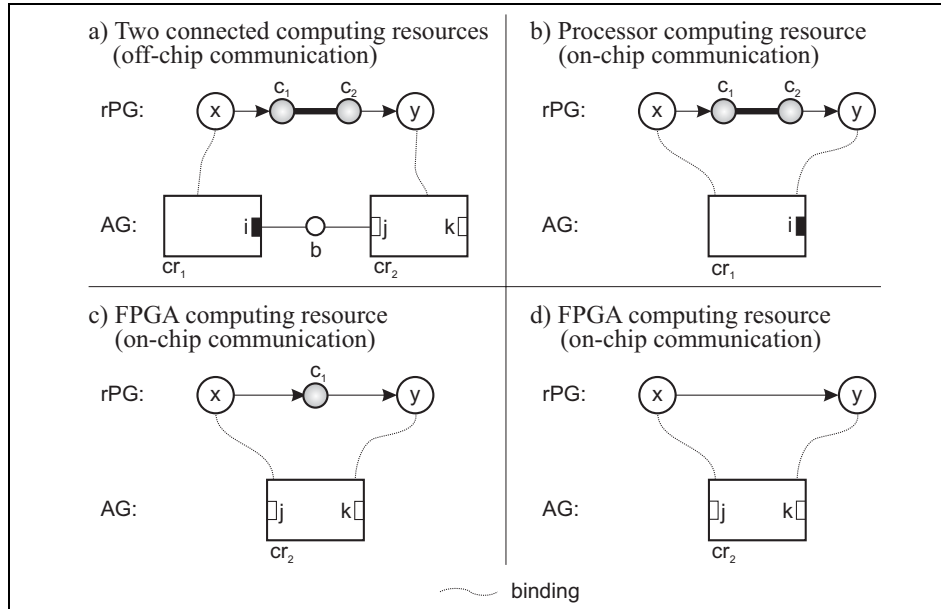 a) Two connected computing resources
(off-chip communication)
rPG:
x
c1
c2
y
AG:
i
b
j
k
cr1
cr2
b) Processor computing resource
(on-chip communication)
rPG:
x
c1
c2
y
AG:
i
cr1
c) FPGA computing resource
(on-chip communication)
rPG:
x
c1
y
AG:
j
k
cr2
d) FPGA computing resource
(on-chip communication)
rPG:
x
y
AG:
j
k
cr2
binding